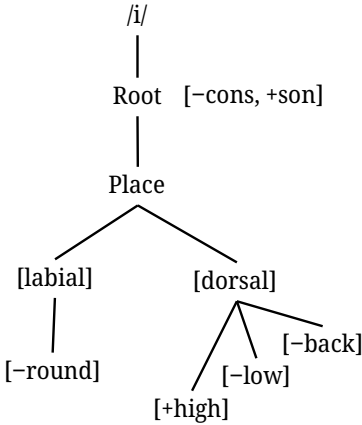 /i/
Root [−cons, +son]
Place
[labial] [dorsal]
[−round] [+high] [−low] [−back]